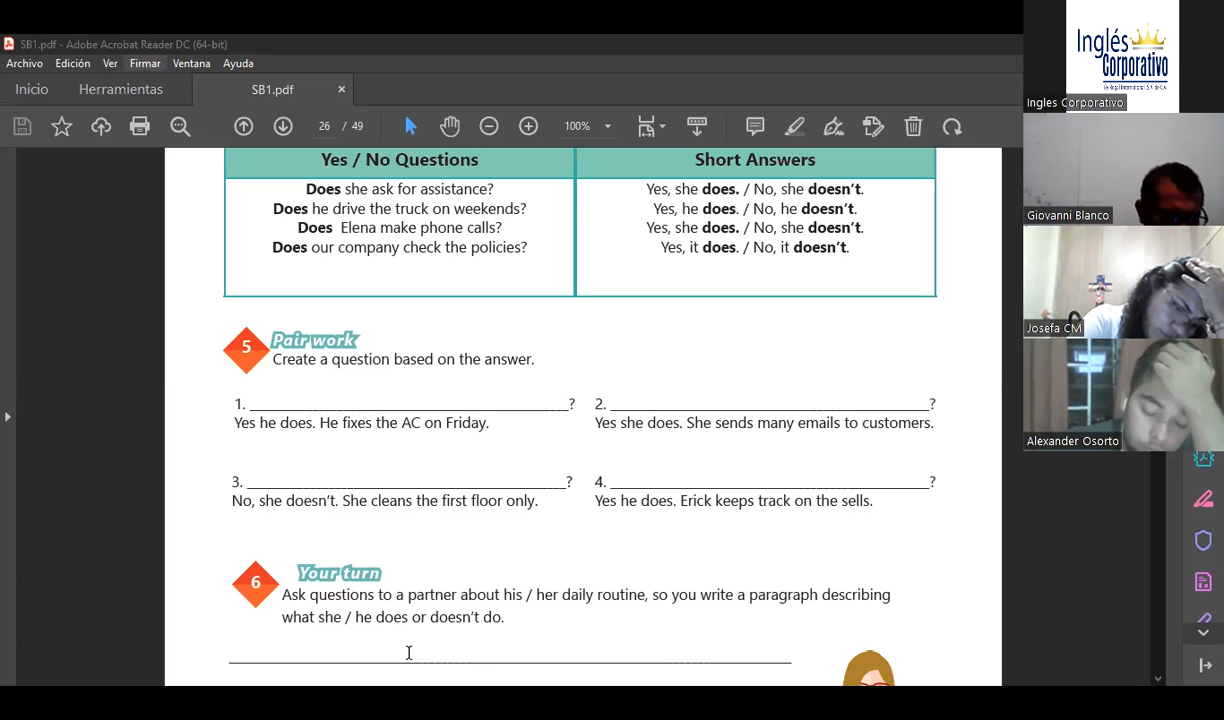 SB1.pdf - Adobe Acrobat Reader DC (64-bit)
Archivo Edición Ver Firmar Ventana Ayuda
Inicio Herramientas SB1.pdf ×
26 / 49 100%
Yes / No Questions Short Answers
Does she ask for assistance? Yes, she does. / No, she doesn't.
Does he drive the truck on weekends? Yes, he does. / No, he doesn't.
Does Elena make phone calls? Yes, she does. / No, she doesn't.
Does our company check the policies? Yes, it does. / No, it doesn't.
5 Pair work
Create a question based on the answer.
1. ______________________________________? 2. ______________________________________?
Yes he does. He fixes the AC on Friday. Yes she does. She sends many emails to customers.
3. ______________________________________? 4. ______________________________________?
No, she doesn't. She cleans the first floor only. Yes he does. Erick keeps track on the sells.
6 Your turn
Ask questions to a partner about his / her daily routine, so you write a paragraph describing
what she / he does or doesn't do.
Inglés
Corporativo
Ingles Corporativo
Giovanni Blanco
Josefa CM
Alexander Osorto